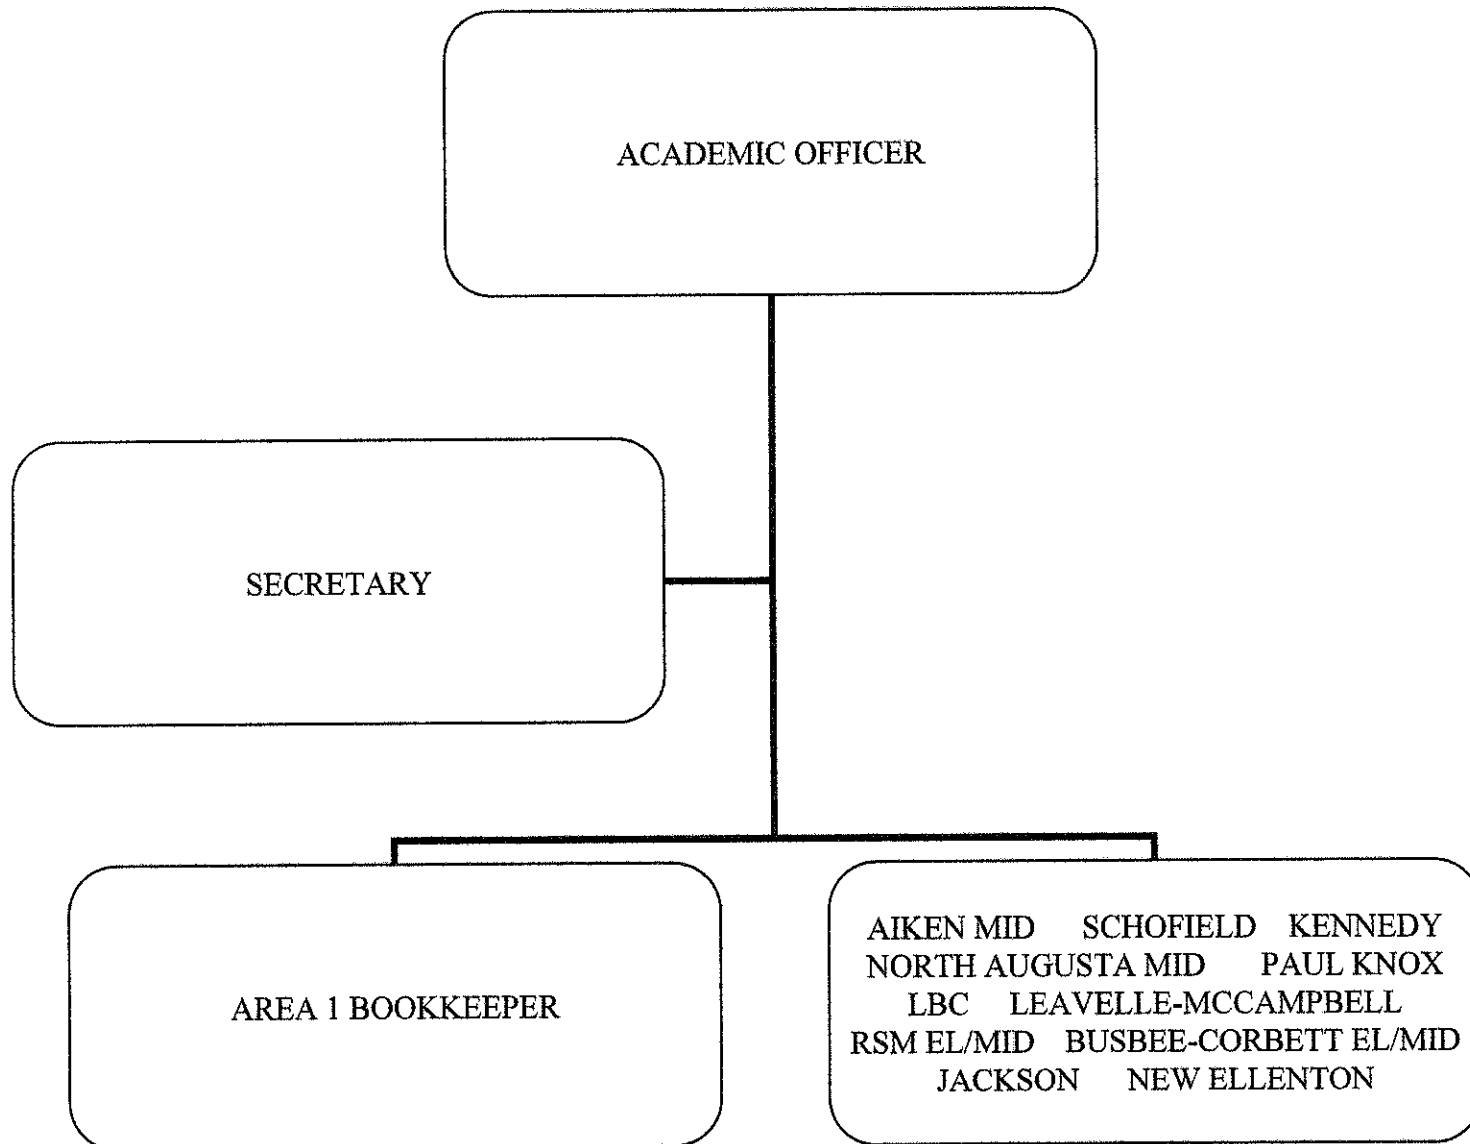 ACADEMIC OFFICER
SECRETARY
AREA 1 BOOKKEEPER
AIKEN MID SCHOFIELD KENNEDY
NORTH AUGUSTA MID PAUL KNOX
LBC LEAVELLE-MCCAMPBELL
RSM EL/MID BUSBEE-CORBETT EL/MID
JACKSON NEW ELLENTON